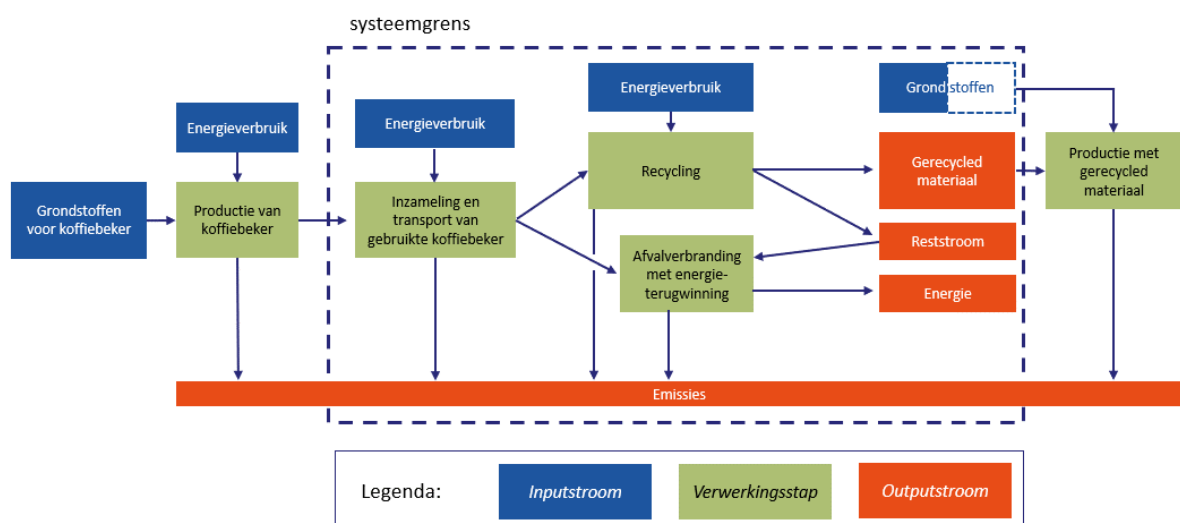 systeemgrens
Grondstoffen
voor koffiebeker
Energieverbruik
Productie van
koffiebeker
Energieverbruik
Inzameling en
transport van
gebruikte koffiebeker
Energieverbruik
Recycling
Afvalverbranding
met energie-
terugwinning
Grondstoffen
Gerecycled
materiaal
Reststroom
Energie
Productie met
gerecycled
materiaal
Emissies
Legenda:
Inputstroom
Verwerkingsstap
Outputstroom